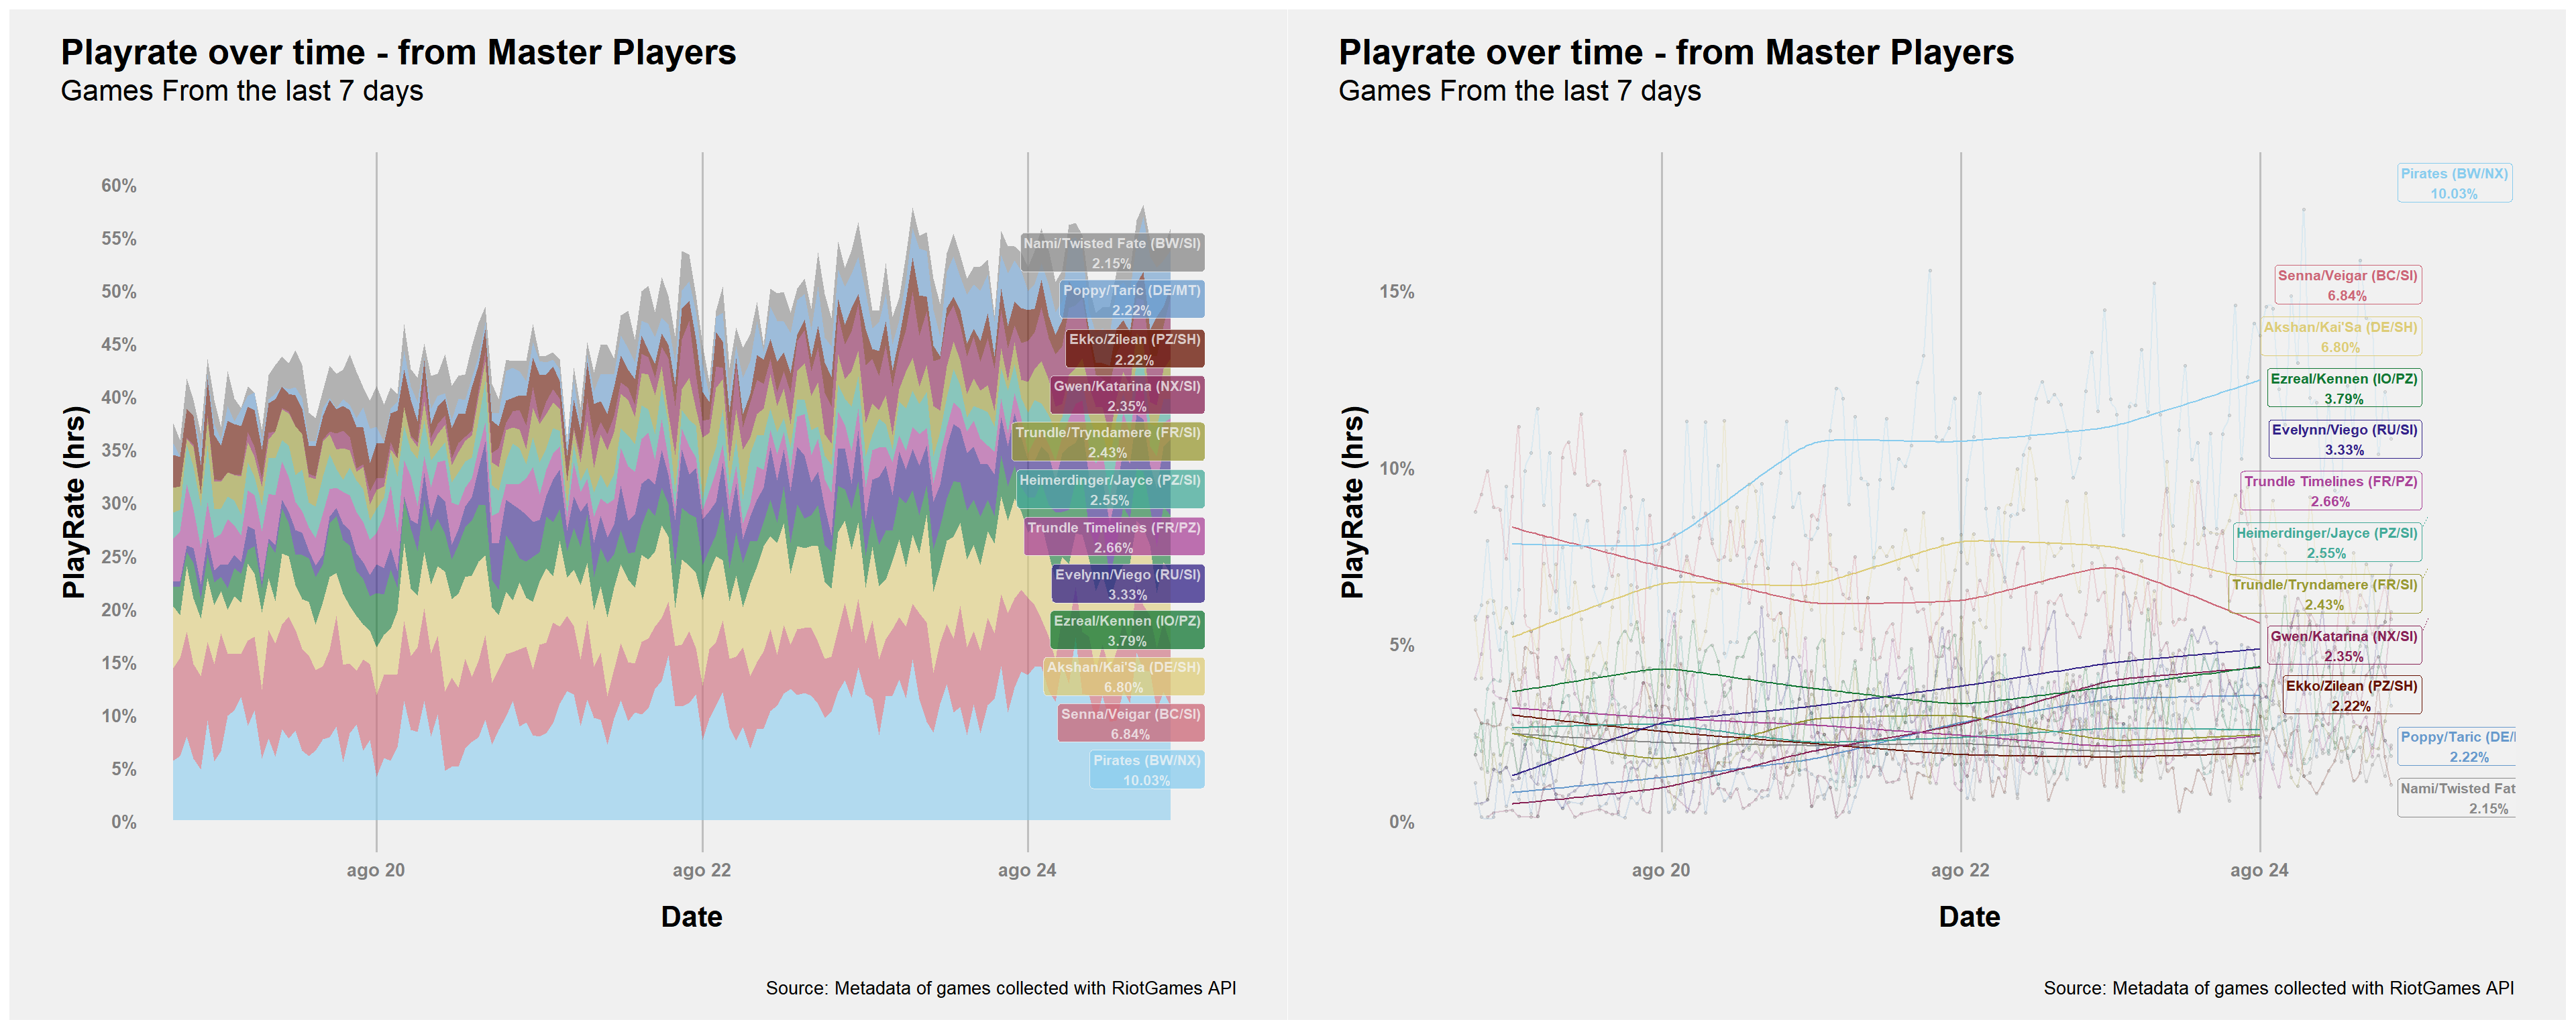 Playrate over time - from Master Players
Games From the last 7 days
60%
55%
50%
45%
40%
35%
30%
25%
20%
15%
10%
5%
0%
PlayRate (hrs)
Nami/Twisted Fate (BW/SI)
2.15%
Poppy/Taric (DE/MT)
2.22%
Ekko/Zilean (PZ/SH)
2.22%
Gwen/Katarina (NX/SI)
2.35%
Trundle/Tryndamere (FR/SI)
2.43%
Heimerdinger/Jayce (PZ/SI)
2.55%
Trundle Timelines (FR/PZ)
2.66%
Evelynn/Viego (RU/SI)
3.33%
Ezreal/Kennen (IO/PZ)
3.79%
Akshan/Kai'Sa (DE/SH)
6.80%
Senna/Veigar (BC/SI)
6.84%
Pirates (BW/NX)
10.03%
ago 20
ago 22
ago 24
Date
Source: Metadata of games collected with RiotGames API
Playrate over time - from Master Players
Games From the last 7 days
15%
10%
5%
0%
PlayRate (hrs)
Pirates (BW/NX)
10.03%
Senna/Veigar (BC/SI)
6.84%
Akshan/Kai'Sa (DE/SH)
6.80%
Ezreal/Kennen (IO/PZ)
3.79%
Evelynn/Viego (RU/SI)
3.33%
Trundle Timelines (FR/PZ)
2.66%
Heimerdinger/Jayce (PZ/SI)
2.55%
Trundle/Tryndamere (FR/SI)
2.43%
Gwen/Katarina (NX/SI)
2.35%
Ekko/Zilean (PZ/SH)
2.22%
Poppy/Taric (DE/
2.22%
Nami/Twisted Fat
2.15%
ago 20
ago 22
ago 24
Date
Source: Metadata of games collected with RiotGames API